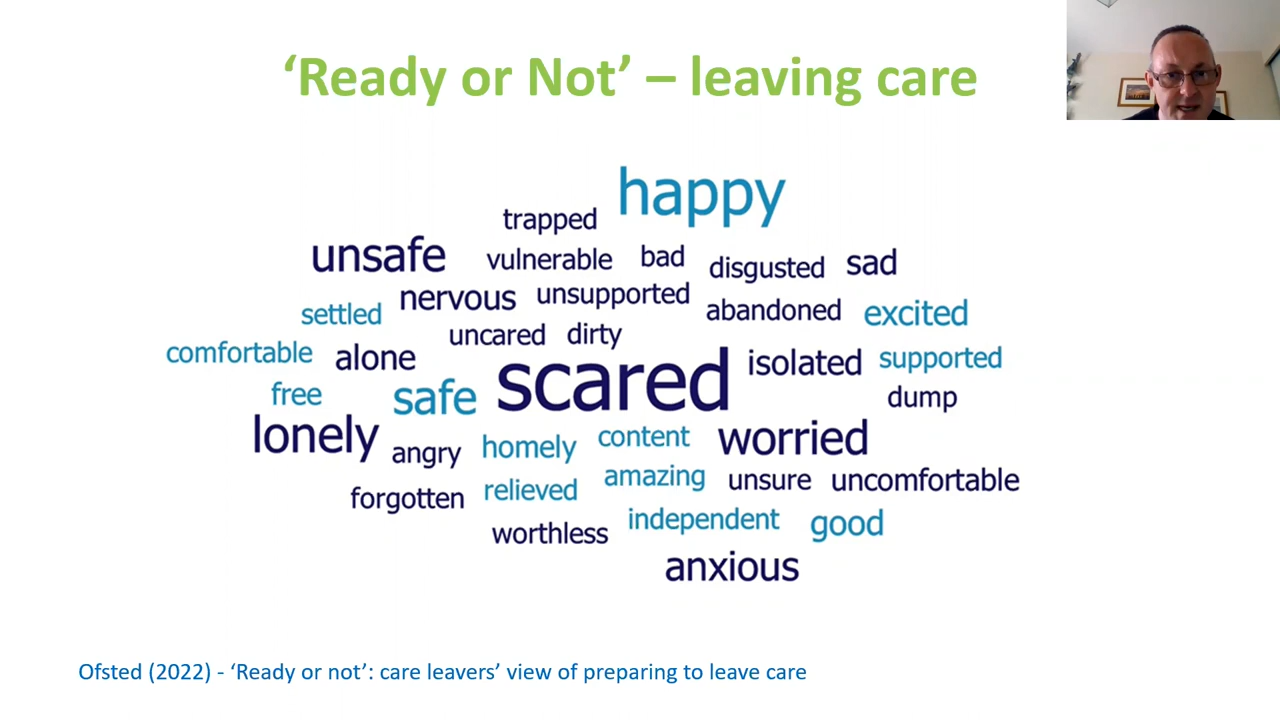 ‘Ready or Not’ – leaving care
happy
trapped
unsafe vulnerable bad disgusted sad
settled nervous unsupported abandoned excited
uncared dirty
comfortable alone scared isolated supported
free safe dump
lonely angry homely content worried
forgotten relieved amazing unsure uncomfortable
worthless independent good
anxious
Ofsted (2022) - ‘Ready or not’: care leavers’ view of preparing to leave care